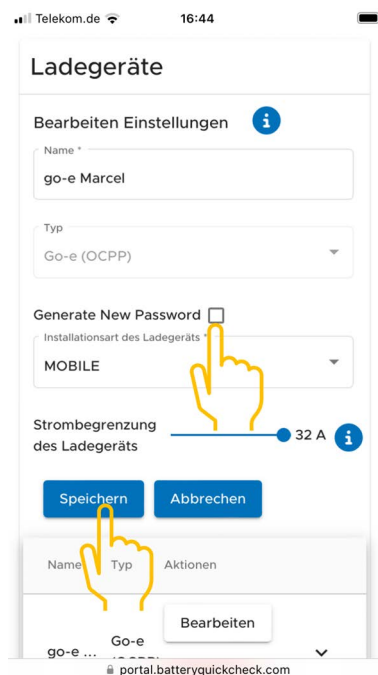 Telekom.de 16:44
Ladegeräte
Bearbeiten Einstellungen i
Name *
go-e Marcel
Typ
Go-e (OCPP)
Generate New Password
Installationsart des Ladegeräts *
MOBILE
Strombegrenzung
des Ladegeräts
32 A i
Speichern Abbrechen
Name Typ Aktionen
Bearbeiten
go-e ... Go-e
portal.batteryquickcheck.com